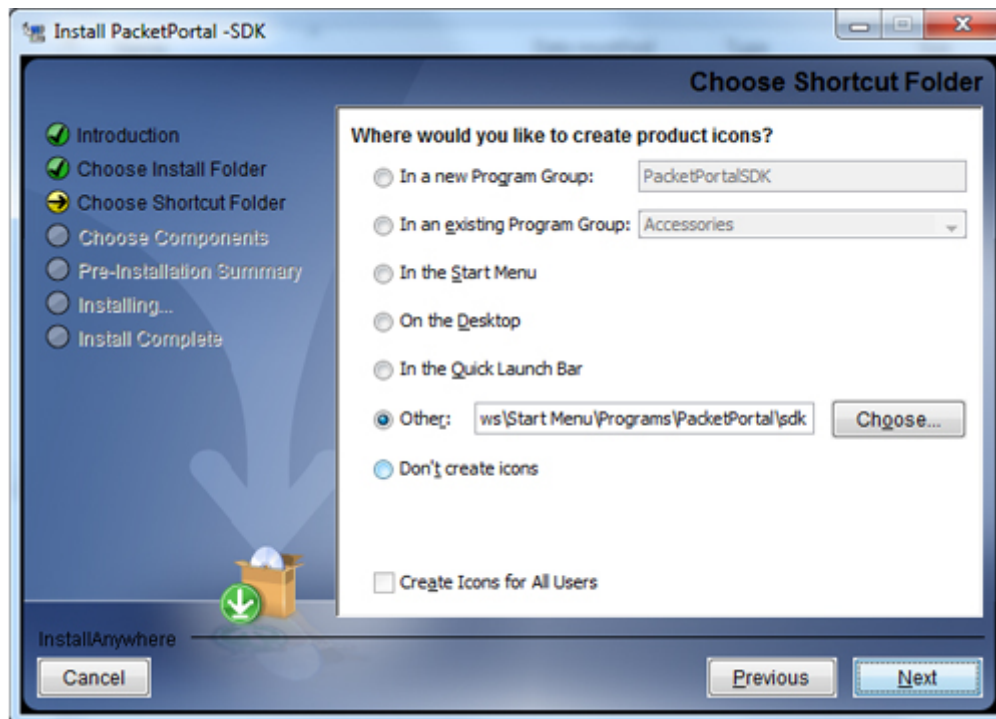 Install PacketPortal -SDK
Choose Shortcut Folder
Introduction
Choose Install Folder
Choose Shortcut Folder
Choose Components
Pre-Installation Summary
Installing...
Install Complete
Where would you like to create product icons?
In a new Program Group: PacketPortalSDK
In an existing Program Group: Accessories
In the Start Menu
On the Desktop
In the Quick Launch Bar
Other: ws\Start Menu\Programs\PacketPortal\sdk Choose...
Don't create icons
Create Icons for All Users
InstallAnywhere
Cancel Previous Next